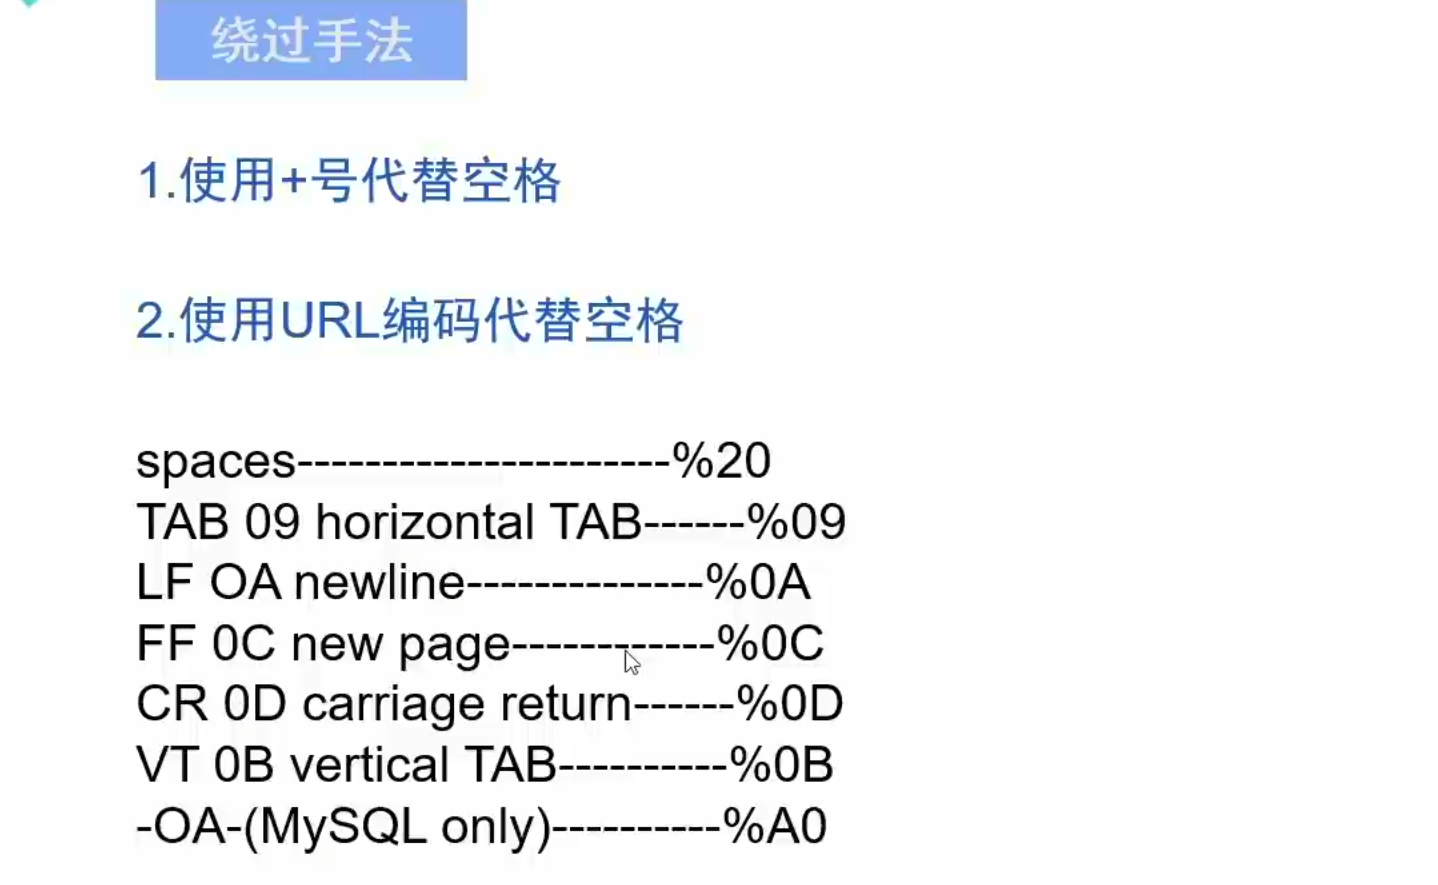 绕过手法
1.使用+号代替空格
2.使用URL编码代替空格
spaces----------------------%20
TAB 09 horizontal TAB------%09
LF OA newline--------------%0A
FF 0C new page------------%0C
CR 0D carriage return------%0D
VT 0B vertical TAB----------%0B
-OA-(MySQL only)----------%A0